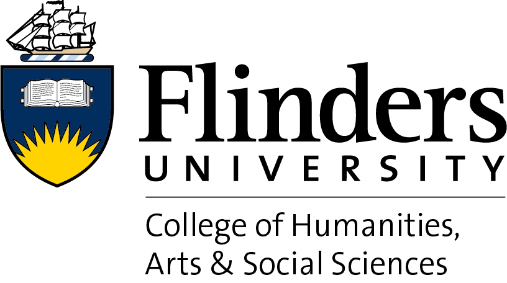 Flinders
UNIVERSITY
College of Humanities,
Arts & Social Sciences